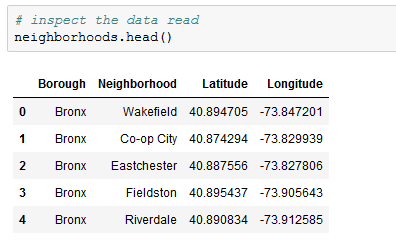 # inspect the data read
neighborhoods.head()
Borough Neighborhood Latitude Longitude
0 Bronx Wakefield 40.894705 -73.847201
1 Bronx Co-op City 40.874294 -73.829939
2 Bronx Eastchester 40.887556 -73.827806
3 Bronx Fieldston 40.895437 -73.905643
4 Bronx Riverdale 40.890834 -73.912585